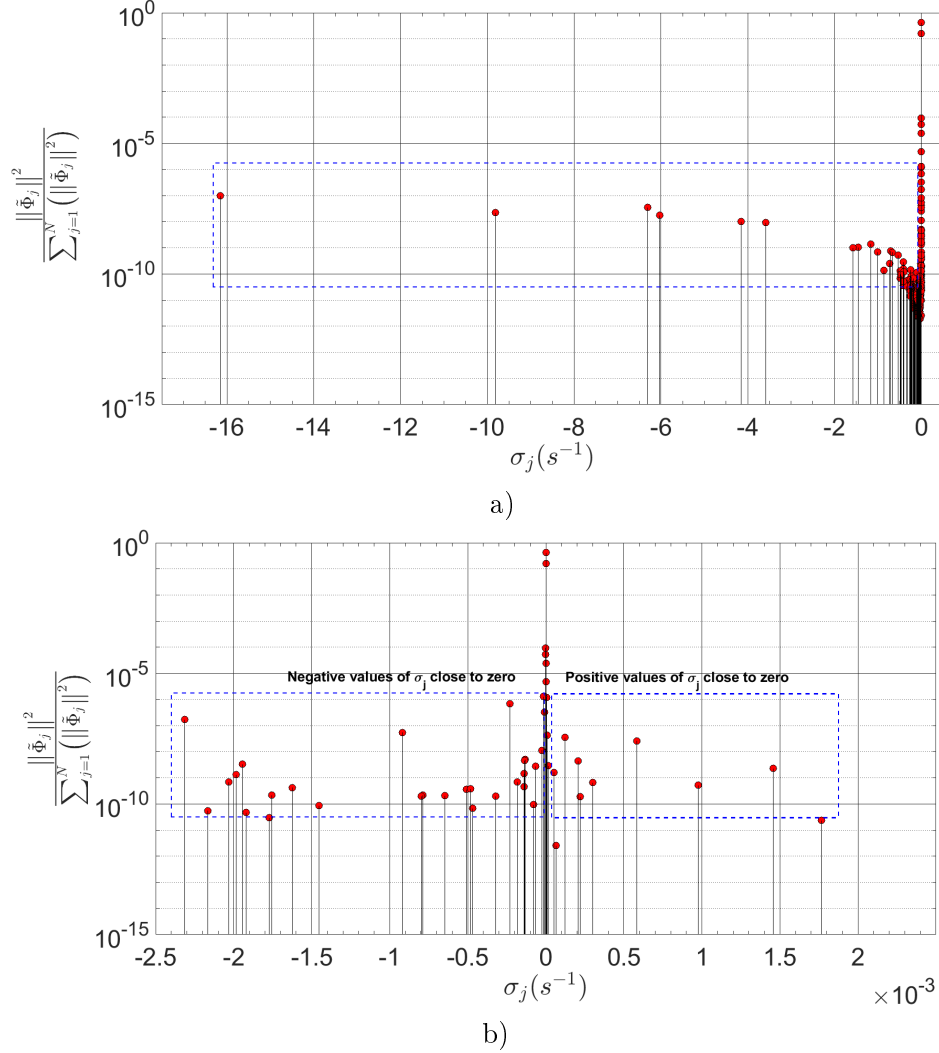 10^0
10^-5
10^-10
10^-15
||Φ̃_j||^2
∑_{j=1}^N (||Φ̃_j||^2)
-16 -14 -12 -10 -8 -6 -4 -2 0
σ_j(s^{-1})
a)
10^0
10^-5
10^-10
10^-15
||Φ̃_j||^2
∑_{j=1}^N (||Φ̃_j||^2)
Negative values of σ_j close to zero Positive values of σ_j close to zero
-2.5 -2 -1.5 -1 -0.5 0 0.5 1 1.5 2
σ_j(s^{-1})
×10^-3
b)